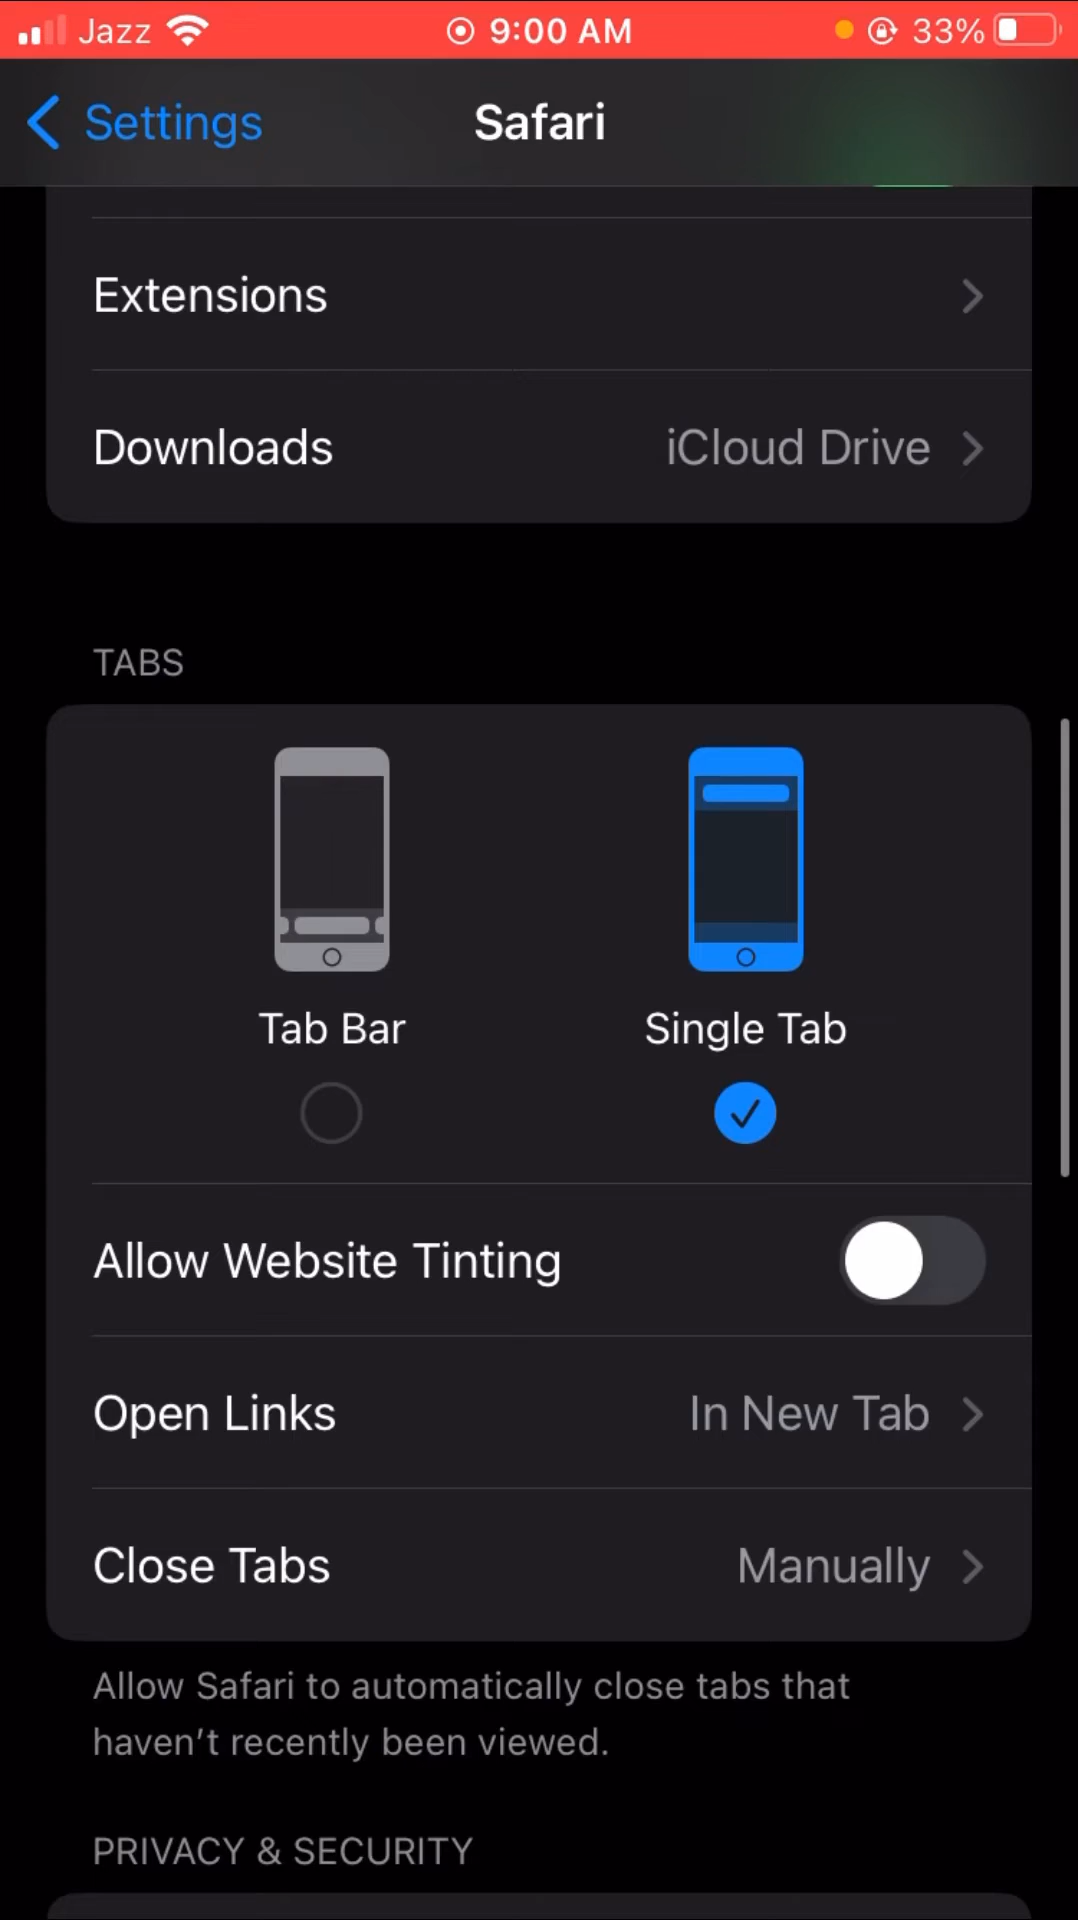 Jazz 9:00 AM 33%
Settings Safari
Extensions
Downloads iCloud Drive
TABS
Tab Bar Single Tab
Allow Website Tinting
Open Links In New Tab
Close Tabs Manually
Allow Safari to automatically close tabs that
haven't recently been viewed.
PRIVACY & SECURITY